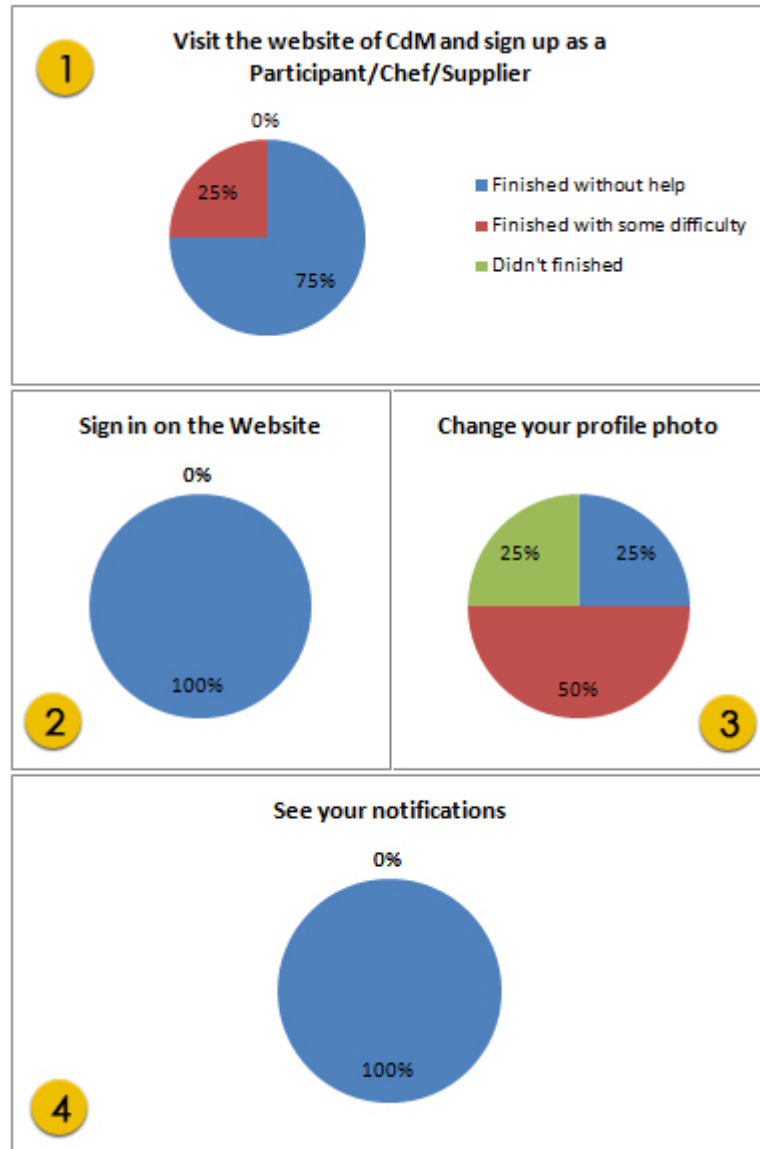 1
Visit the website of CdM and sign up as a
Participant/Chef/Supplier
0%
25%
75%
Finished without help
Finished with some difficulty
Didn't finished
Sign in on the Website
0%
100%
2
Change your profile photo
25%
25%
50%
3
See your notifications
0%
100%
4